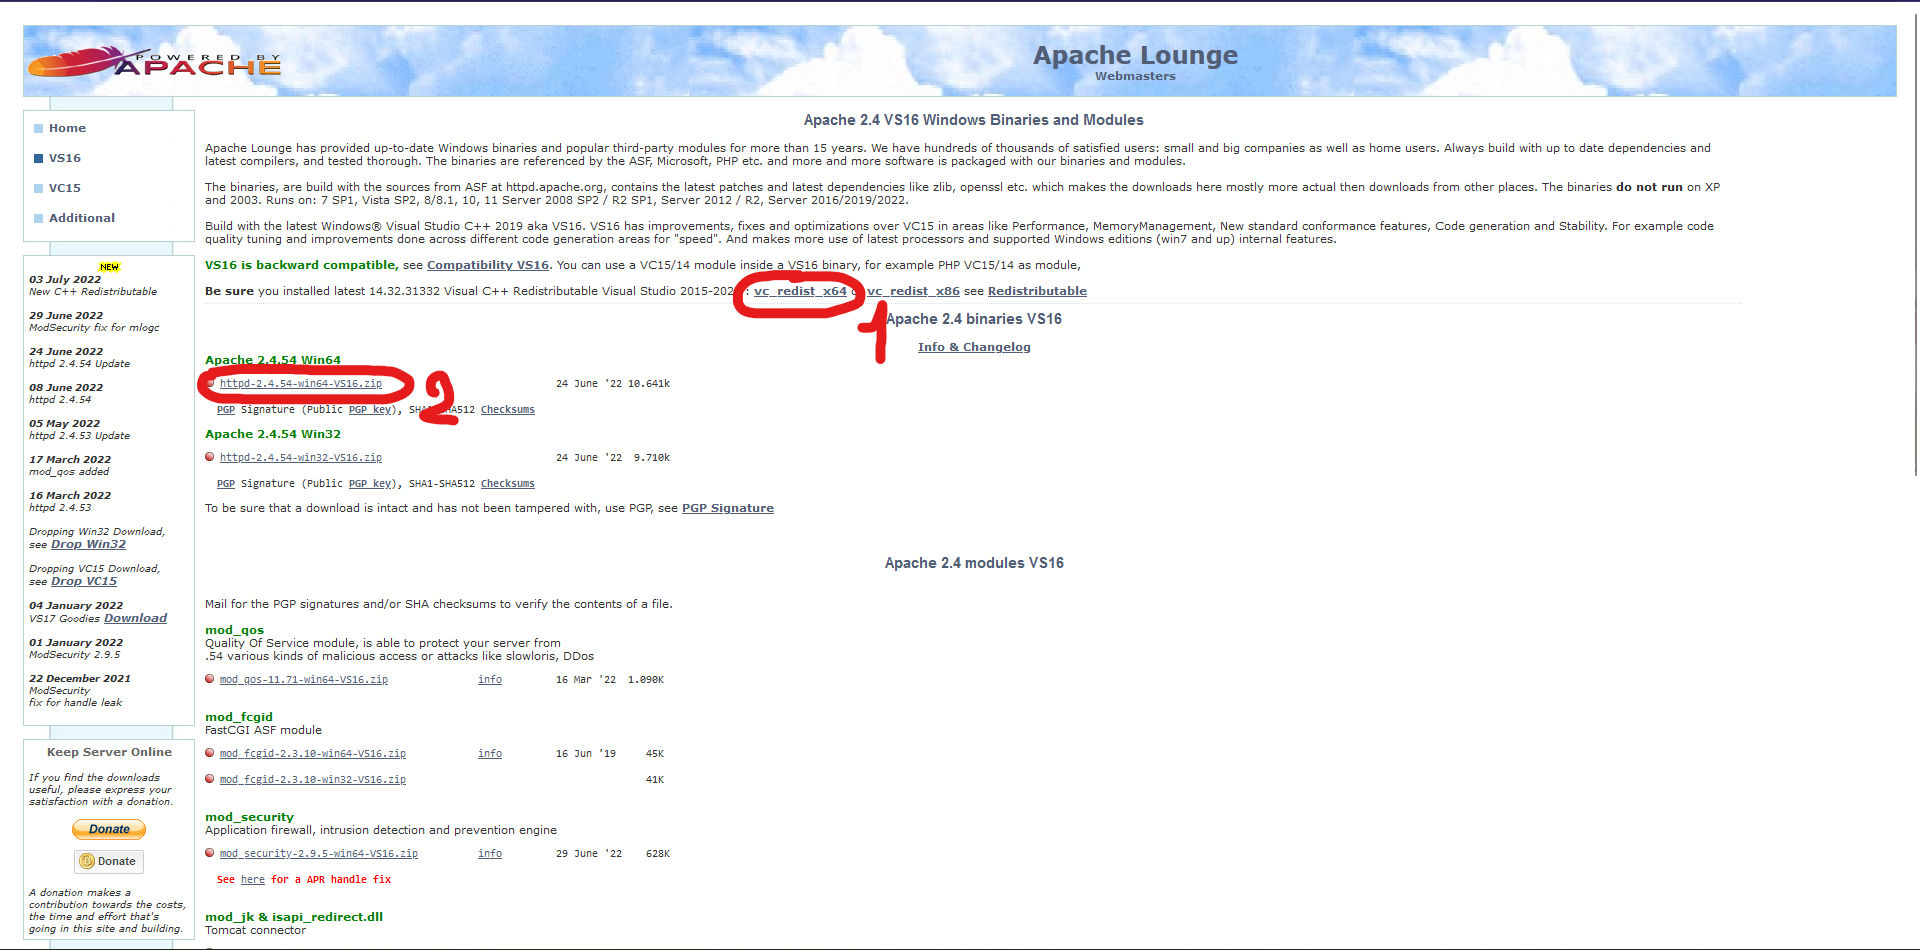 POWERED BY
APACHE
Apache Lounge
Webmasters
Home
VS16
VC15
Additional
NEW
03 July 2022
New C++ Redistributable
29 June 2022
ModSecurity fix for mlogc
24 June 2022
httpd 2.4.54 Update
08 June 2022
httpd 2.4.54
05 May 2022
httpd 2.4.53 Update
17 March 2022
mod_qos added
16 March 2022
httpd 2.4.53
Dropping Win32 Download,
see Drop Win32
Dropping VC15 Download,
see Drop VC15
04 January 2022
VS17 Goodies Download
01 January 2022
ModSecurity 2.9.5
22 December 2021
ModSecurity
fix for handle leak
Keep Server Online
If you find the downloads
useful, please express your
satisfaction with a donation.
Donate
Donate
A donation makes a
contribution towards the costs,
the time and effort that's
going in this site and building.
Apache 2.4 VS16 Windows Binaries and Modules
Apache Lounge has provided up-to-date Windows binaries and popular third-party modules for more than 15 years. We have hundreds of thousands of satisfied users: small and big companies as well as home users. Always build with up to date dependencies and
latest compilers, and tested thorough. The binaries are referenced by the ASF, Microsoft, PHP etc. and more and more software is packaged with our binaries and modules.
The binaries, are build with the sources from ASF at httpd.apache.org, contains the latest patches and latest dependencies like zlib, openssl etc. which makes the downloads here mostly more actual then downloads from other places. The binaries do not run on XP
and 2003. Runs on: 7 SP1, Vista SP2, 8/8.1, 10, 11 Server 2008 SP2 / R2 SP1, Server 2012 / R2, Server 2016/2019/2022.
Build with the latest Windows® Visual Studio C++ 2019 aka VS16. VS16 has improvements, fixes and optimizations over VC15 in areas like Performance, MemoryManagement, New standard conformance features, Code generation and Stability. For example code
quality tuning and improvements done across different code generation areas for "speed". And makes more use of latest processors and supported Windows editions (win7 and up) internal features.
VS16 is backward compatible, see Compatibility VS16. You can use a VC15/14 module inside a VS16 binary, for example PHP VC15/14 as module,
Be sure you installed latest 14.32.31332 Visual C++ Redistributable Visual Studio 2015-202 : vc_redist_x64 vc_redist_x86 see Redistributable
1
Apache 2.4 binaries VS16
Info & Changelog
Apache 2.4.54 Win64
httpd-2.4.54-win64-VS16.zip 24 June '22 10.641k
2
PGP Signature (Public PGP key), SHA1-SHA512 Checksums
Apache 2.4.54 Win32
httpd-2.4.54-win32-VS16.zip 24 June '22 9.710k
PGP Signature (Public PGP key), SHA1-SHA512 Checksums
To be sure that a download is intact and has not been tampered with, use PGP, see PGP Signature
Apache 2.4 modules VS16
Mail for the PGP signatures and/or SHA checksums to verify the contents of a file.
mod_qos
Quality Of Service module, is able to protect your server from
.54 various kinds of malicious access or attacks like slowloris, DDos
mod_qos-11.71-win64-VS16.zip info 16 Mar '22 1.090K
mod_fcgid
FastCGI ASF module
mod_fcgid-2.3.10-win64-VS16.zip info 16 Jun '19 45K
mod_fcgid-2.3.10-win32-VS16.zip 41K
mod_security
Application firewall, intrusion detection and prevention engine
mod_security-2.9.5-win64-VS16.zip info 29 June '22 628K
See here for a APR handle fix
mod_jk & isapi_redirect.dll
Tomcat connector